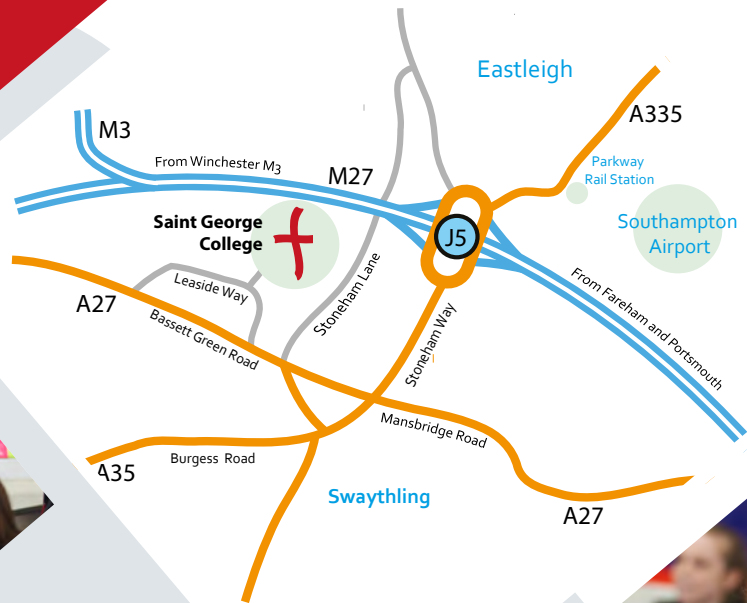 Eastleigh
A335
M3
From Winchester M3
Parkway
Rail Station
M27
Saint George
College
Southampton
Airport
J5
Leaside Way
Stoneham Lane
From Fareham and Portsmouth
A27
Bassett Green Road
Stoneham Way
Mansbridge Road
A35
Burgess Road
Swaythling
A27